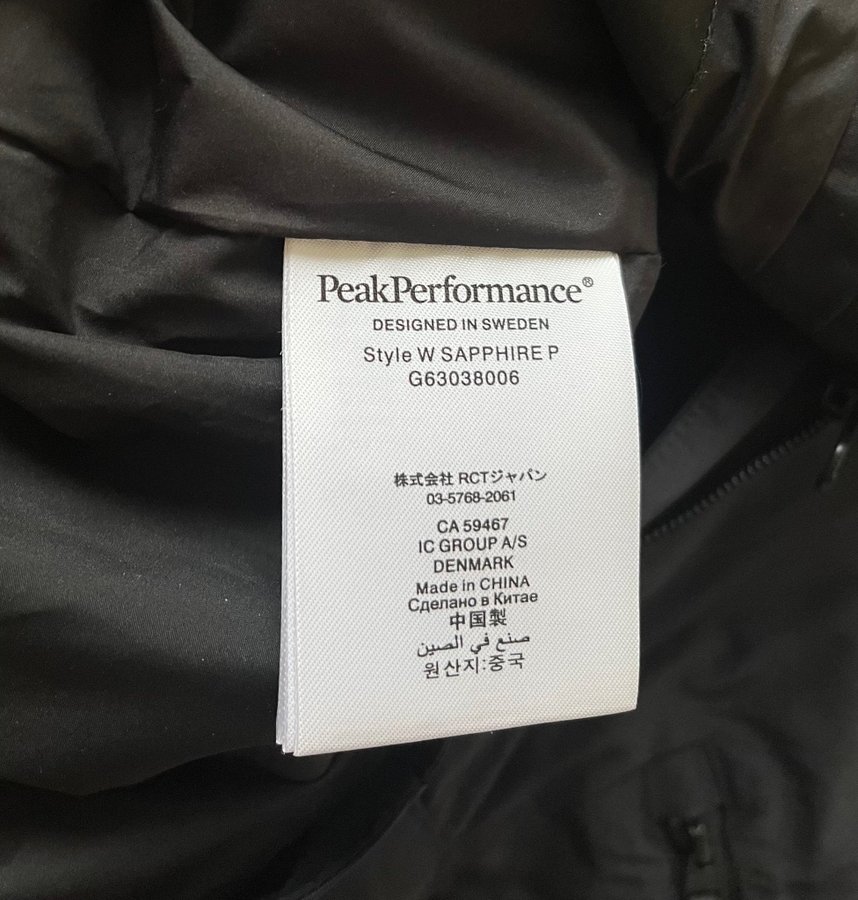 PeakPerformance®
DESIGNED IN SWEDEN
Style W SAPPHIRE P
G63038006
株式会社 RCTジャパン
03-5768-2061
CA 59467
IC GROUP A/S
DENMARK
Made in CHINA
Сделано в Китае
中国製
صنع في الصين
원산지:중국